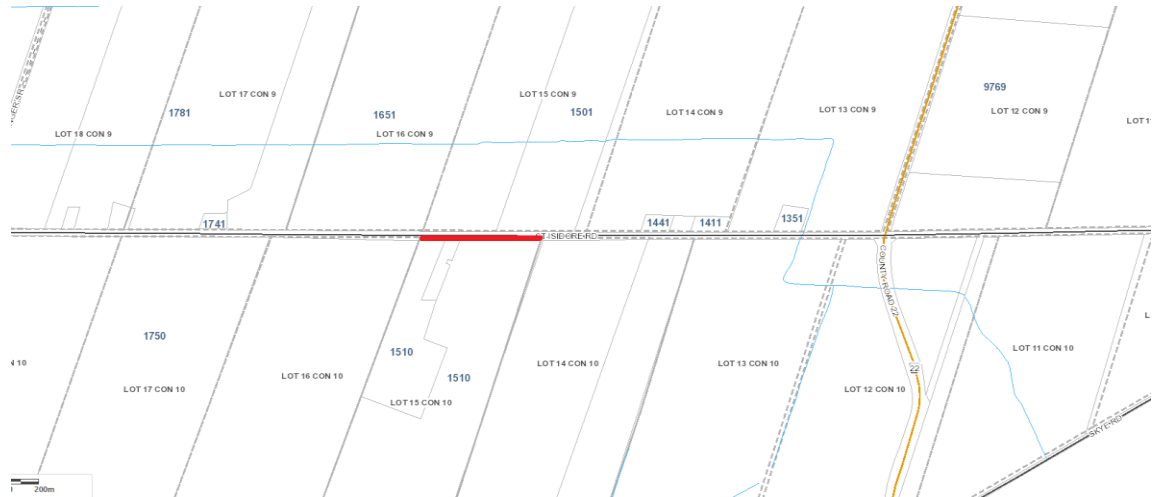 LOT 17 CON 9
LOT 15 CON 9
9769
1781
1651
1501
LOT 14 CON 9
LOT 13 CON 9
LOT 12 CON 9
LOT 18 CON 9
LOT 16 CON 9
1741
1441
1411
1351
ISIDORE RD
COUNTY ROAD 22
1750
1510
LOT 14 CON 10
LOT 13 CON 10
LOT 11 CON 10
22
LOT 17 CON 10
LOT 16 CON 10
1510
LOT 15 CON 10
LOT 12 CON 10
SKYE RD
200m